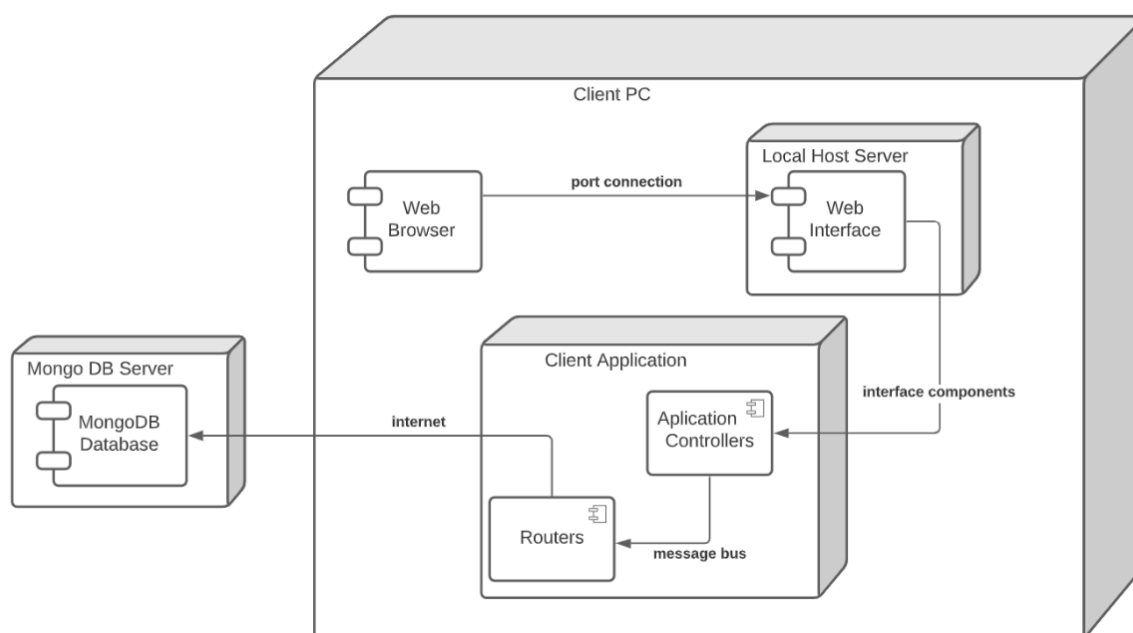 Client PC
Local Host Server
port connection
Web
Browser
Web
Interface
Mongo DB Server
Client Application
interface components
MongoDB
Database
internet
Aplication
Controllers
Routers
message bus